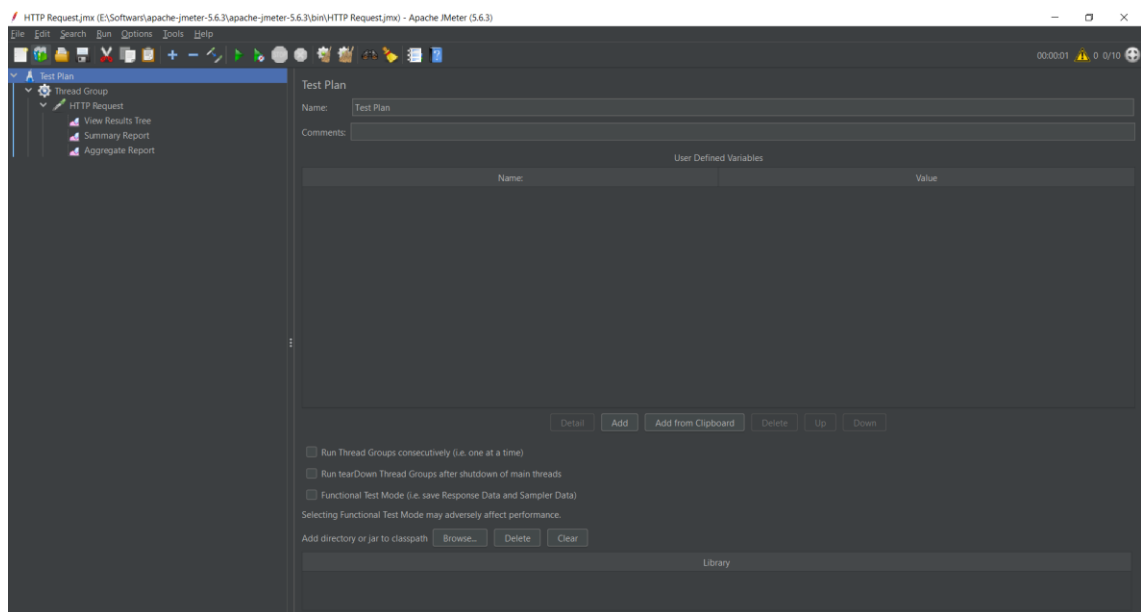 HTTP Request.jmx (E:\Softwars\apache-jmeter-5.6.3\apache-jmeter-5.6.3\bin\HTTP Request.jmx) - Apache JMeter (5.6.3)
File Edit Search Run Options Tools Help
00:00:01 0 0/10
Test Plan
Thread Group
HTTP Request
View Results Tree
Summary Report
Aggregate Report
Test Plan
Name: Test Plan
Comments:
User Defined Variables
Name: Value
Detail Add Add from Clipboard Delete Up Down
Run Thread Groups consecutively (i.e. one at a time)
Run tearDown Thread Groups after shutdown of main threads
Functional Test Mode (i.e. save Response Data and Sampler Data)
Selecting Functional Test Mode may adversely affect performance.
Add directory or jar to classpath Browse... Delete Clear
Library